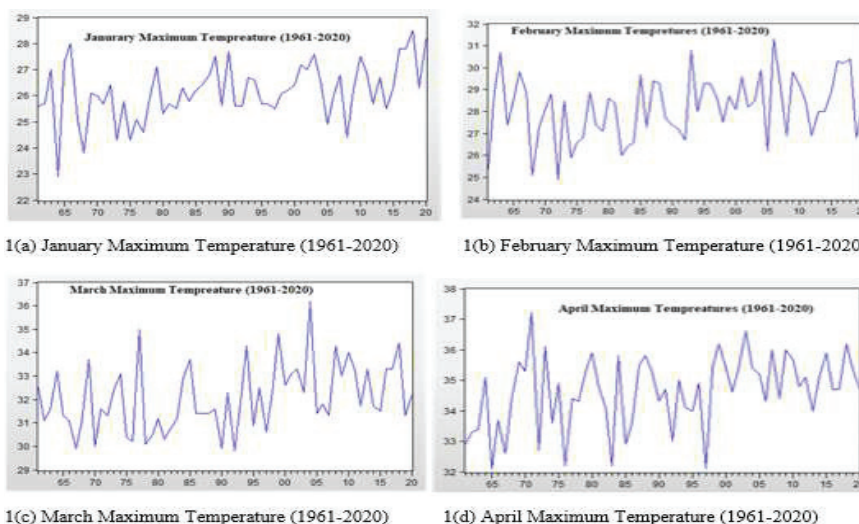 Janurary Maximum Tempreature (1961-2020)
29
28
27
26
25
24
23
22
65 70 75 80 85 90 95 00 05 10 15 20
1(a) January Maximum Temperature (1961-2020)
February Maximum Tempretures (1961-2020)
32
31
30
29
28
27
26
25
24
65 70 75 80 85 90 95 00 05 10 15 20
1(b) February Maximum Temperature (1961-2020
March Maximum Tempreature (1961-2020)
37
36
35
34
33
32
31
30
29
65 70 75 80 85 90 95 00 05 10 15 20
1(c) March Maximum Temperature (1961-2020)
April Maximum Tempreatures (1961-2020)
38
37
36
35
34
33
32
65 70 75 80 85 90 95 00 05 10 15 20
1(d) April Maximum Temperature (1961-2020)